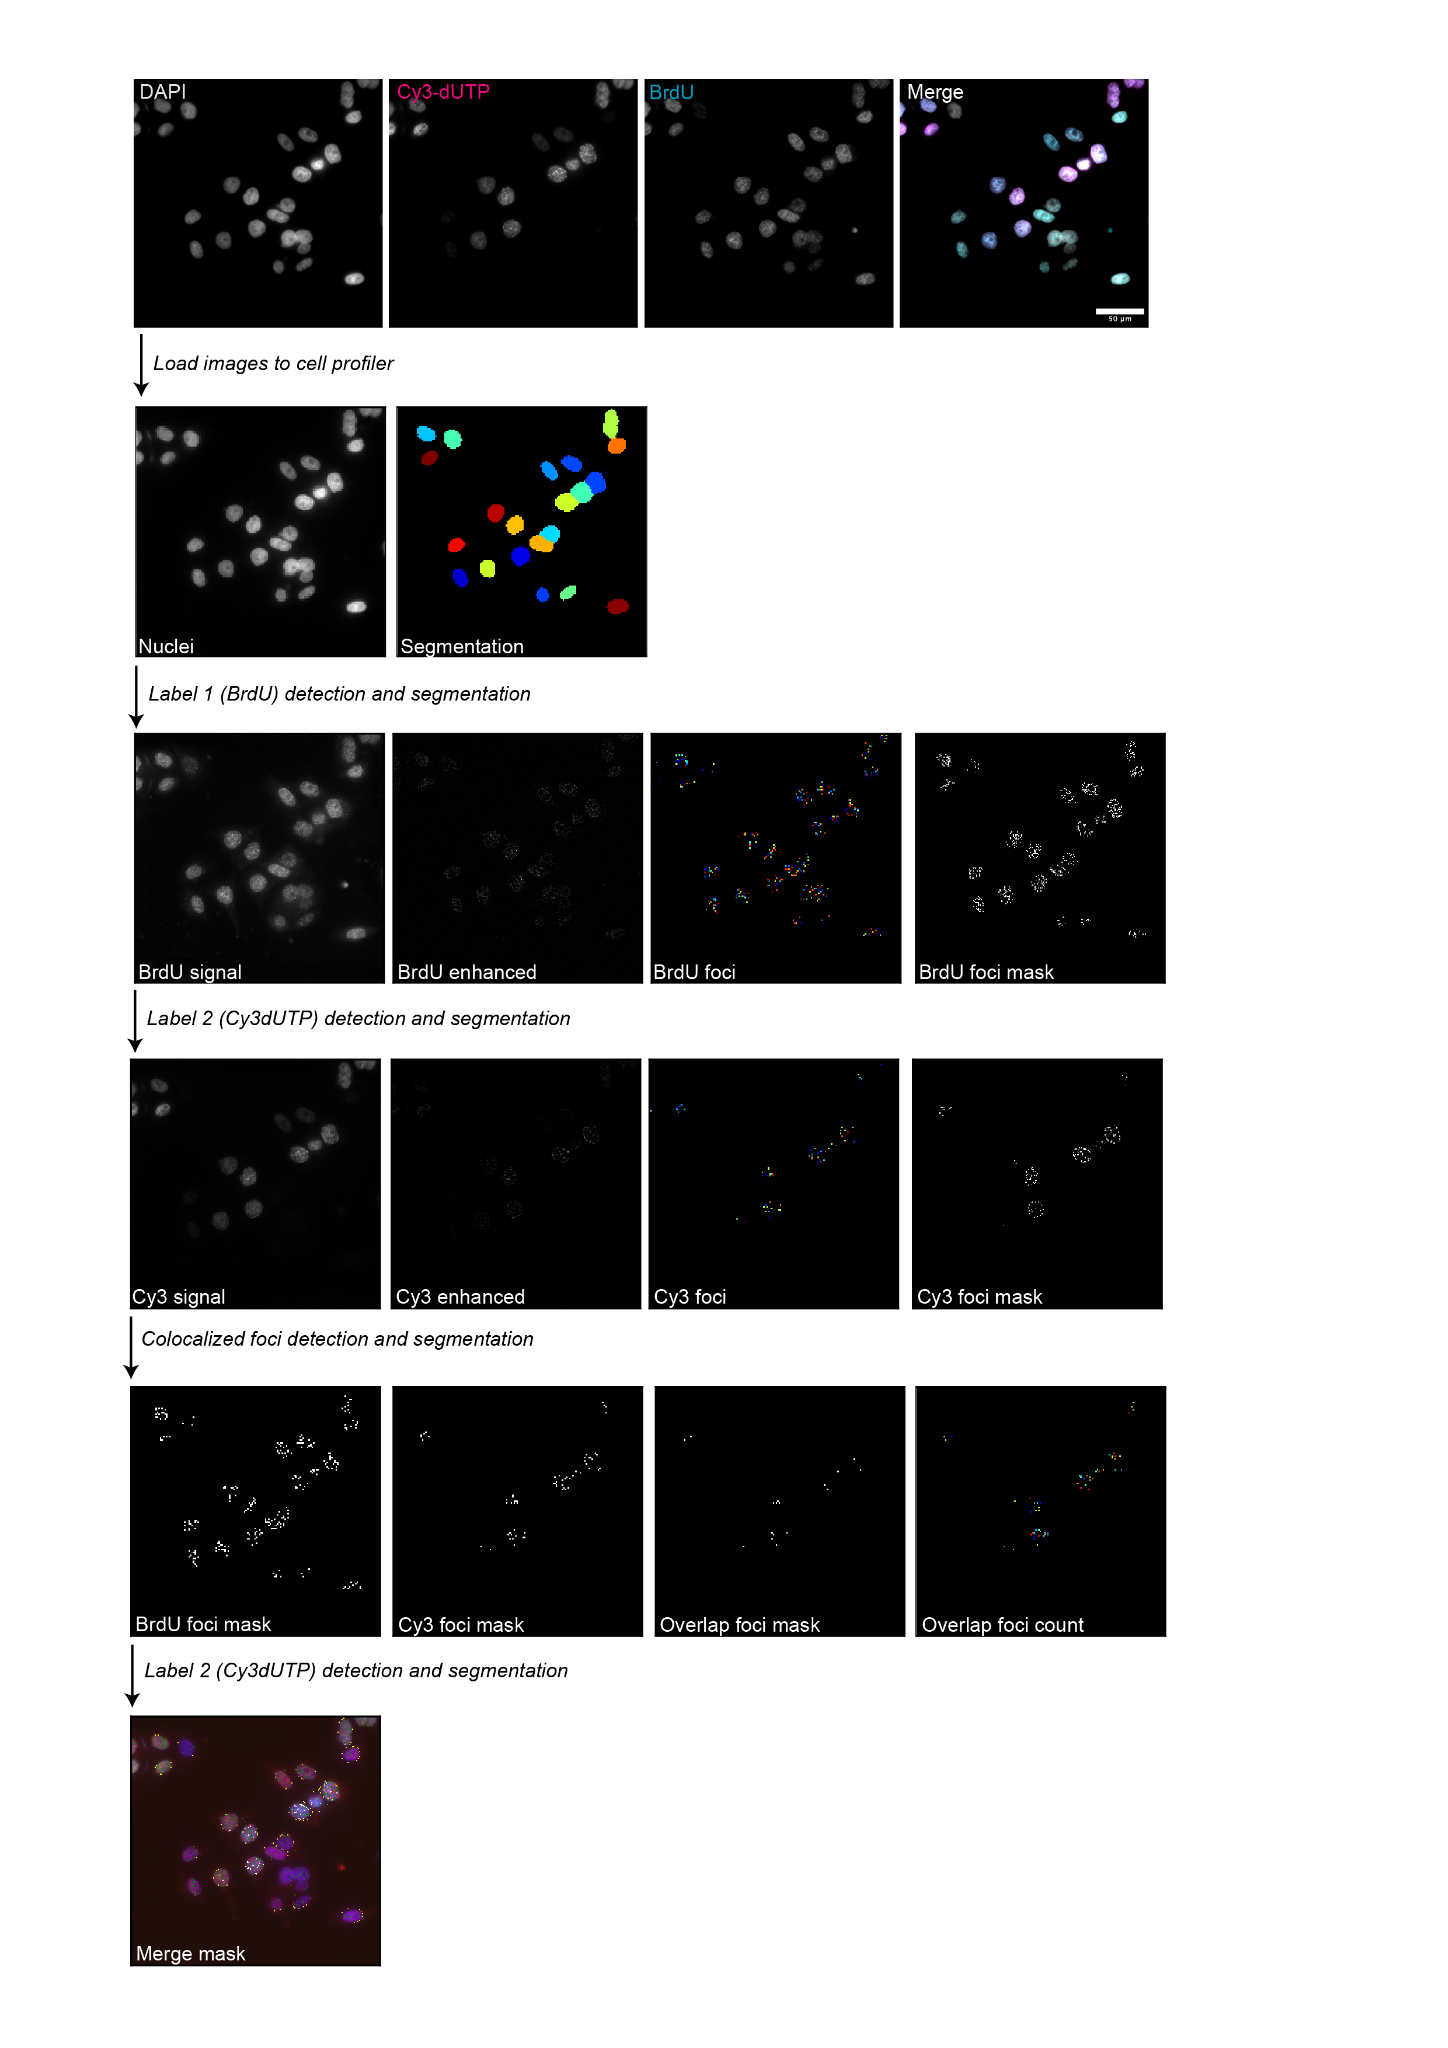 DAPI
Cy3-dUTP
BrdU
Merge
50 μm
Load images to cell profiler
Nuclei
Segmentation
Label 1 (BrdU) detection and segmentation
BrdU signal
BrdU enhanced
BrdU foci
BrdU foci mask
Label 2 (Cy3dUTP) detection and segmentation
Cy3 signal
Cy3 enhanced
Cy3 foci
Cy3 foci mask
Colocalized foci detection and segmentation
BrdU foci mask
Cy3 foci mask
Overlap foci mask
Overlap foci count
Label 2 (Cy3dUTP) detection and segmentation
Merge mask